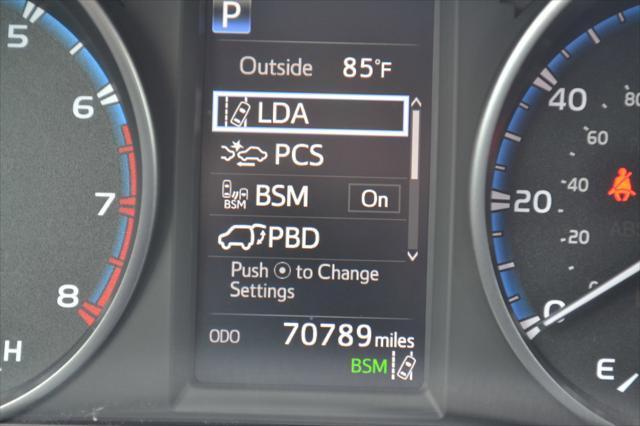 P
Outside 85°F
LDA
PCS
BSM BSM On
PBD
Push to Change
Settings
ODO 70789 miles
BSM
5
6
7
8
H
80
40
60
40
20
20
0
ABS
E